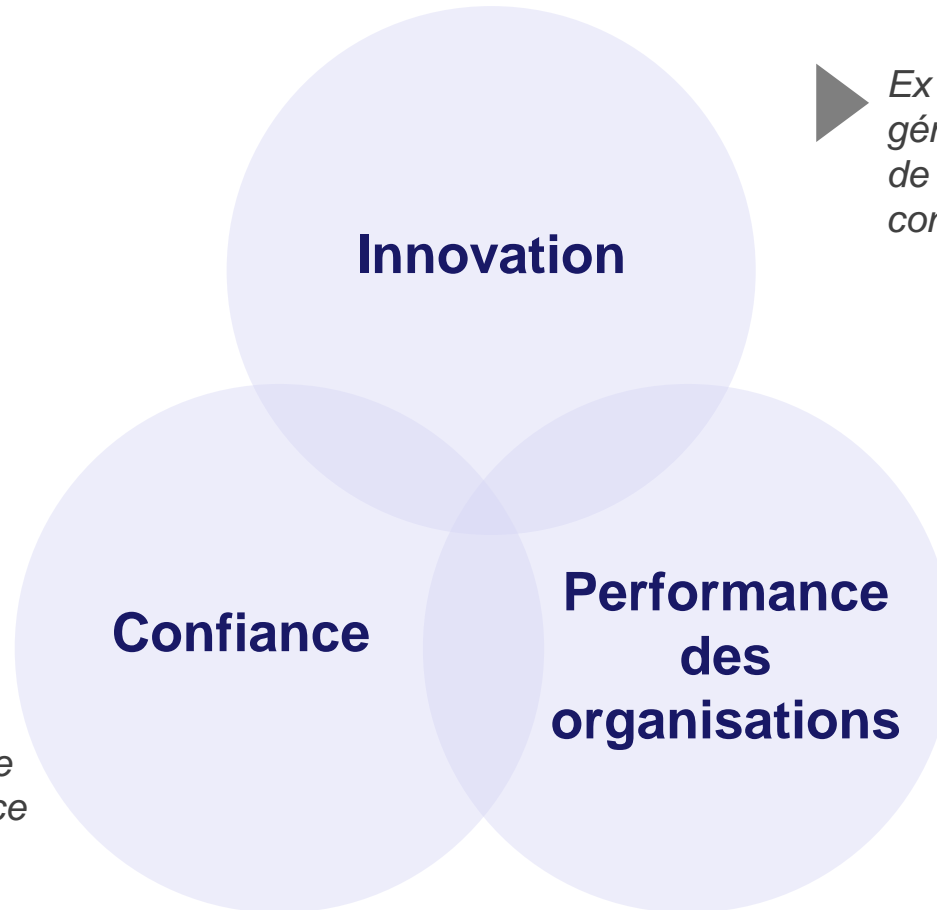 Ex
de
Innovation
Confiance
Performance
des
organisations